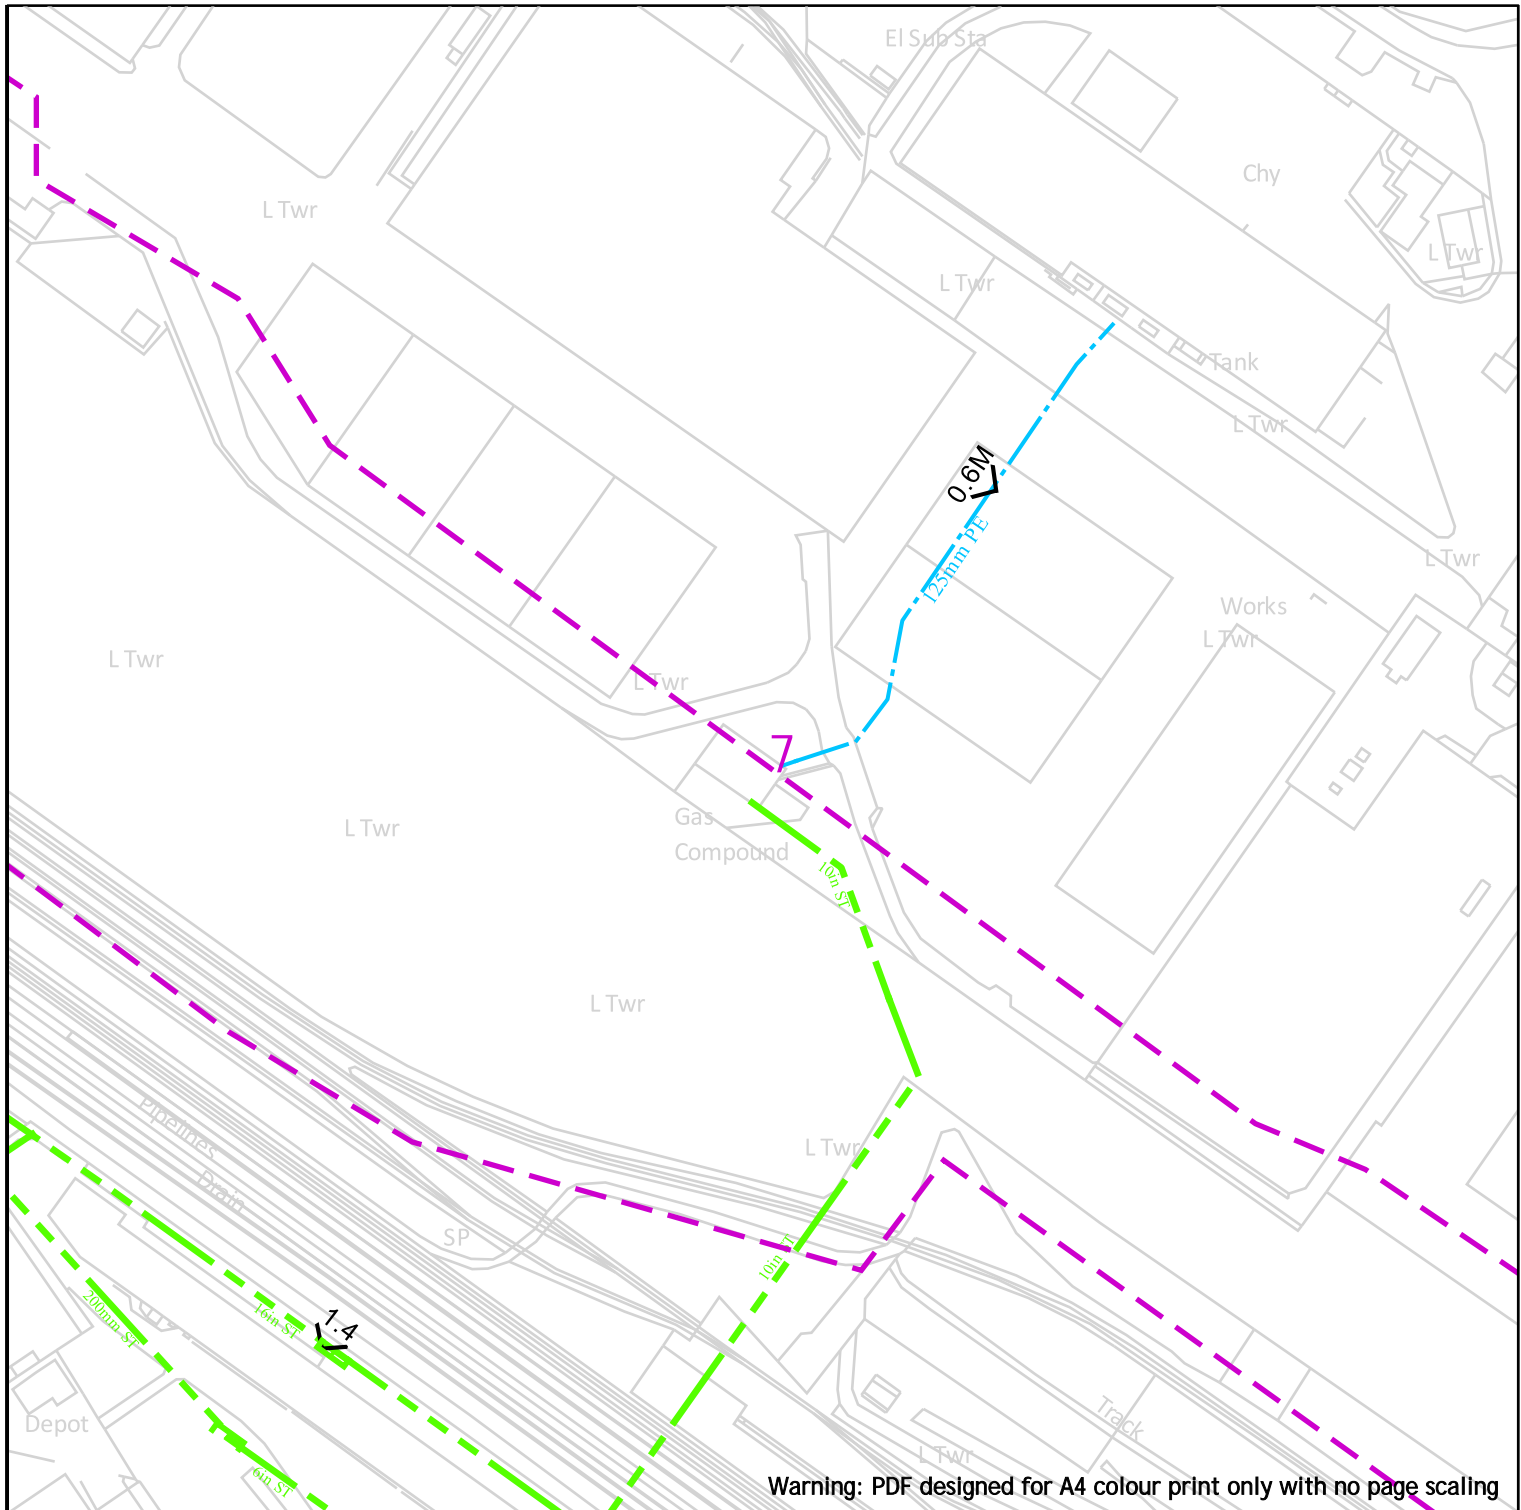 El Sub Sta
Chy
L Twr
L Twr
L Twr
Tank
L Twr
0.6M
125mm PE
L Twr
Works
L Twr
L Twr
L Twr
7
Gas
Compound
L Twr
10in ST
L Twr
Pipelines
Drain
L Twr
SP
10in ST
200mm ST
16in ST
1.4
Depot
Track
L Twr
6in ST
Warning: PDF designed for A4 colour print only with no page scaling